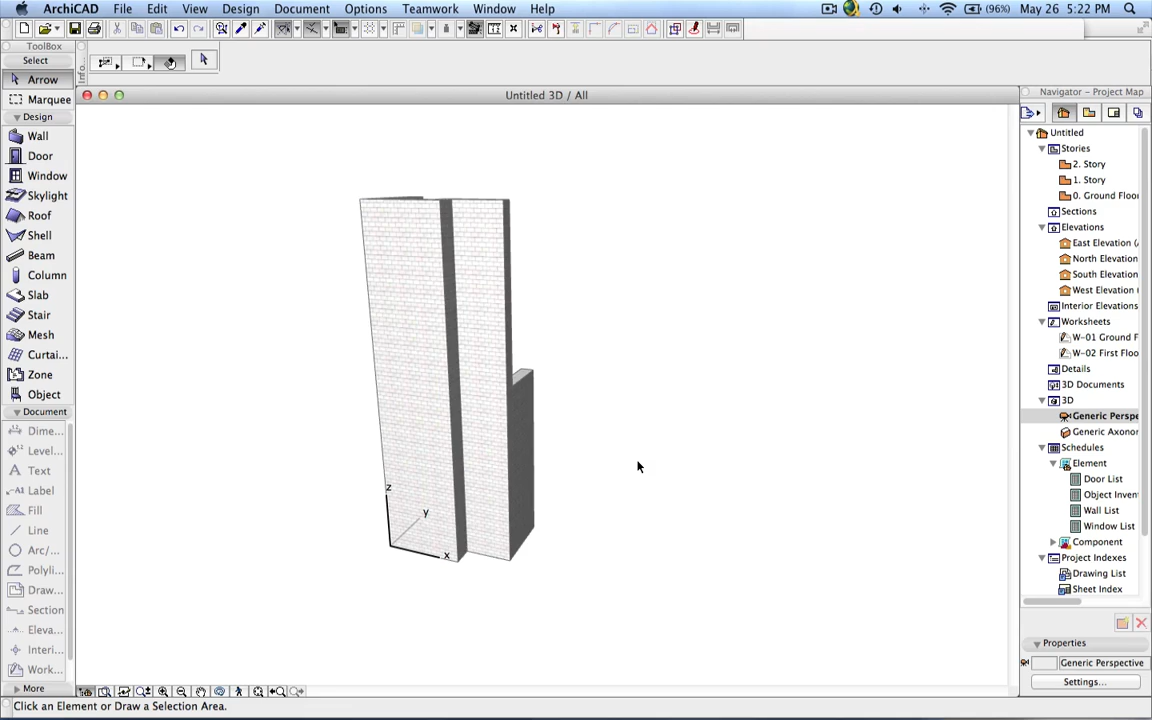 ArchiCAD File Edit View Design Document Options Teamwork Window Help (96%) May 26 5:22 PM
ToolBox
Select
Arrow
Marquee
Design
Wall
Door
Window
Skylight
Roof
Shell
Beam
Column
Slab
Stair
Mesh
Curtai...
Zone
Object
Document
Dime...
Level...
Text
A1 Label
Fill
Line
Arc/...
Polyli...
Draw...
Section
Eleva...
Interi...
Work...
More
Info...
Untitled 3D / All
z
y
x
Navigator - Project Map
Untitled
Stories
2. Story
1. Story
0. Ground Floor
Sections
Elevations
East Elevation (
North Elevation
South Elevation
West Elevation
Interior Elevations
Worksheets
W-01 Ground F
W-02 First Floo
Details
3D Documents
3D
Generic Perspe
Generic Axonor
Schedules
Element
Door List
Object Inven
Wall List
Window List
Component
Project Indexes
Drawing List
Sheet Index
Properties
Generic Perspective
Settings...
Click an Element or Draw a Selection Area.